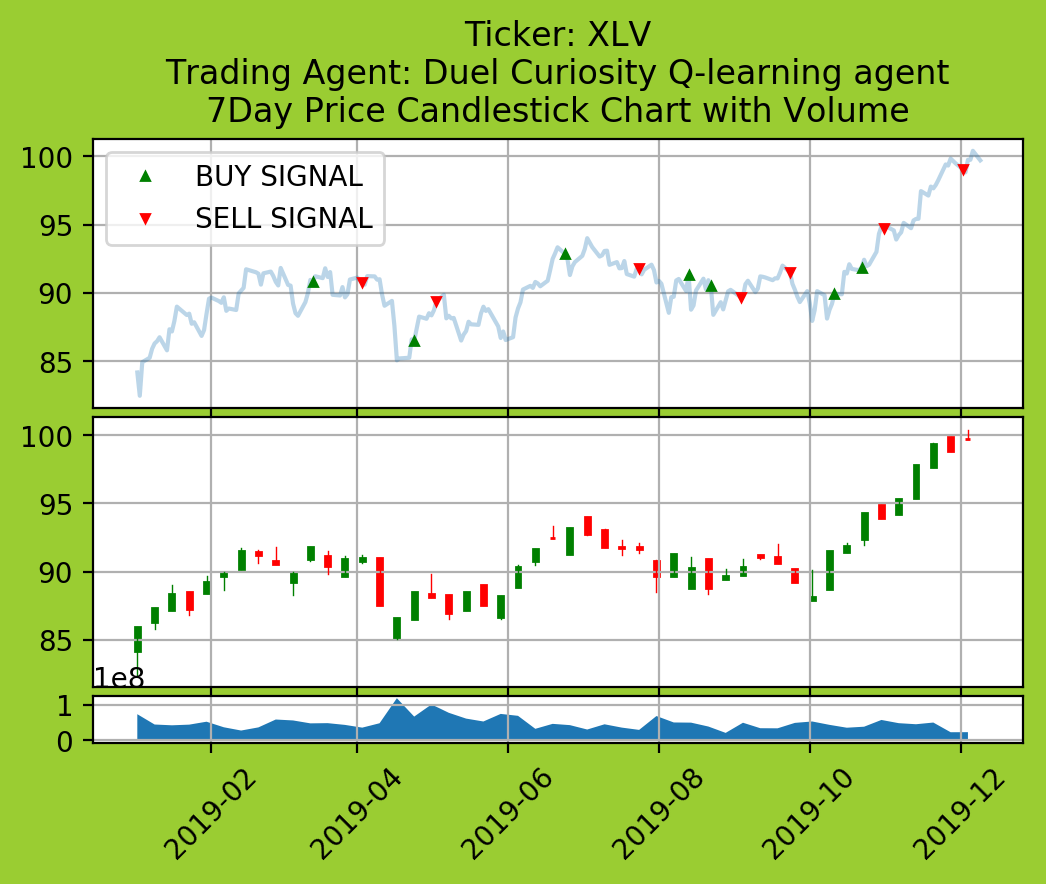 Ticker: XLV
Trading Agent: Duel Curiosity Q-learning agent
7Day Price Candlestick Chart with Volume
BUY SIGNAL
SELL SIGNAL
100
95
90
85
100
95
90
85
1e8
1
0
2019-02
2019-04
2019-06
2019-08
2019-10
2019-12